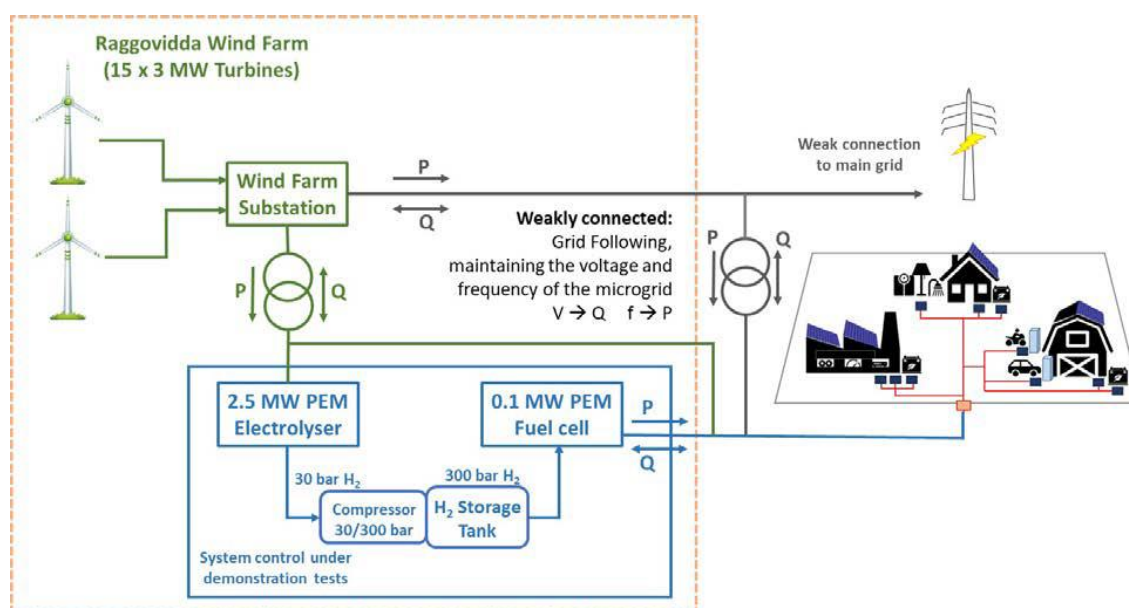 Raggovidda Wind Farm
(15 x 3 MW Turbines)
Wind Farm
Substation
P
Q
Weak connection
to main grid
Weakly connected:
Grid Following,
maintaining the voltage and
frequency of the microgrid
V → Q f → P
P
Q
P
Q
2.5 MW PEM
Electrolyser
0.1 MW PEM
Fuel cell
P
Q
30 bar H₂
300 bar H₂
Compressor
30/300 bar
H₂ Storage
Tank
System control under
demonstration tests